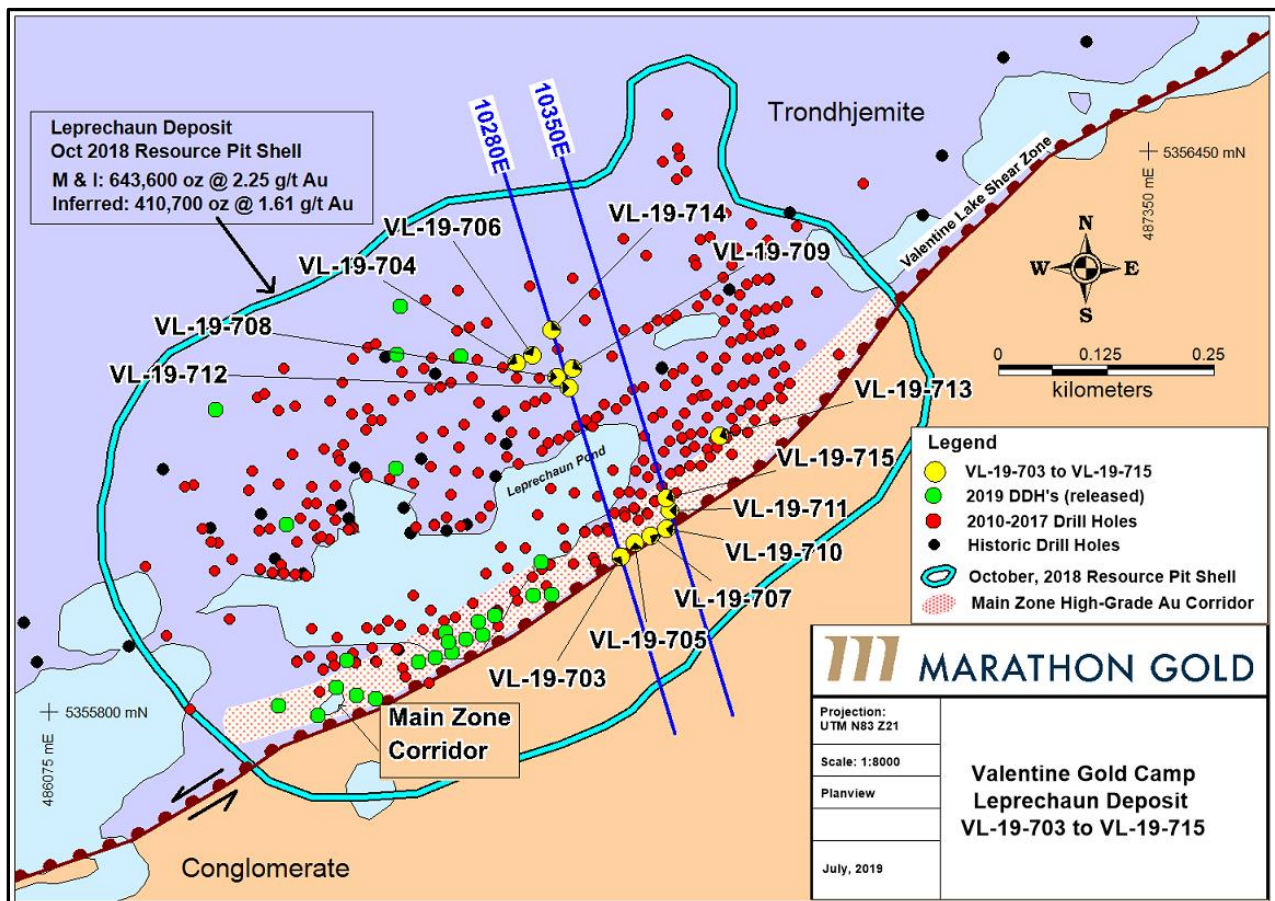 Leprechaun Deposit
Oct 2018 Resource Pit Shell
M & I: 643,600 oz @ 2.25 g/t Au
Inferred: 410,700 oz @ 1.61 g/t Au
10280E
10350E
Trondhjemite
Valentine Lake Shear Zone
5356450 mN
487350 mE
N
W
E
S
0
0.125
0.25
kilometers
VL-19-706
VL-19-714
VL-19-704
VL-19-709
VL-19-708
VL-19-712
VL-19-713
VL-19-715
VL-19-711
VL-19-710
VL-19-707
VL-19-705
VL-19-703
Leprechaun Pond
Main Zone
Corridor
5355800 mN
486075 mE
Conglomerate
Legend
VL-19-703 to VL-19-715
2019 DDH's (released)
2010-2017 Drill Holes
Historic Drill Holes
October, 2018 Resource Pit Shell
Main Zone High-Grade Au Corridor
MARATHON GOLD
Projection:
UTM N83 Z21
Scale: 1:8000
Planview
July, 2019
Valentine Gold Camp
Leprechaun Deposit
VL-19-703 to VL-19-715